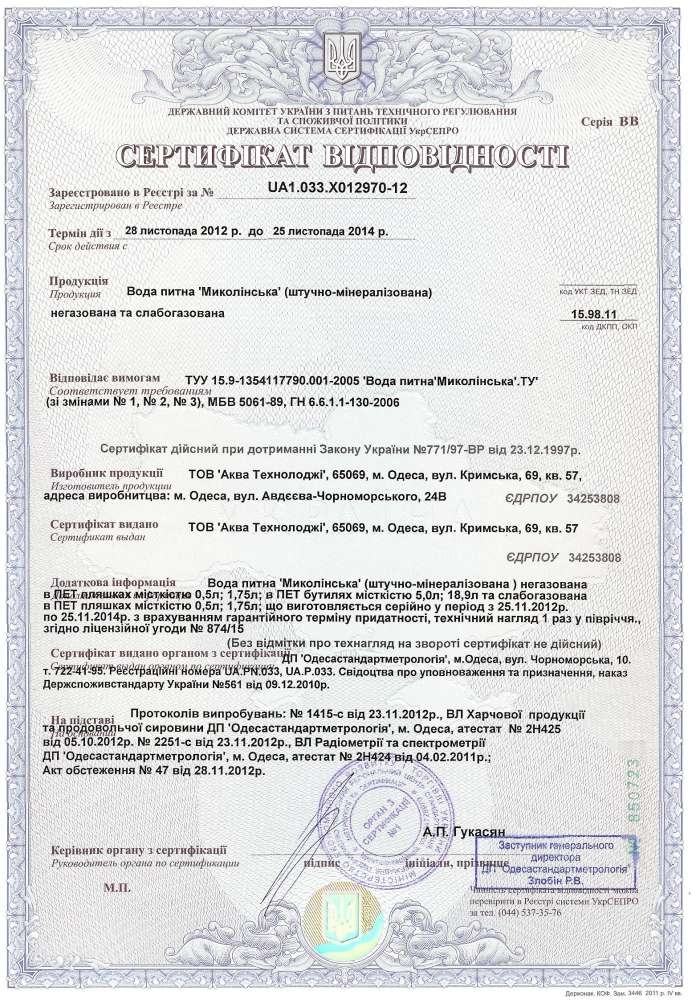 ДЕРЖАВНИЙ КОМІТЕТ УКРАЇНИ З ПИТАНЬ ТЕХНІЧНОГО РЕГУЛЮВАННЯ
ТА СПОЖИВЧОЇ ПОЛІТИКИ
ДЕРЖАВНА СИСТЕМА СЕРТИФІКАЦІЇ УкрСЕПРО
Серія ВВ
СЕРТИФІКАТ ВІДПОВІДНОСТІ
Зареєстровано в Реєстрі за № UA1.033.X012970-12
Зарегистрирован в Реестре
Термін дії з 28 листопада 2012 р. до 25 листопада 2014 р.
Срок действия с
Продукція
Продукция Вода питна 'Миколінська' (штучно-мінералізована)
код УКТ ЗЕД, ТН ЗЕД
негазована та слабогазована 15.98.11
код ДКПП, ОКП
Відповідає вимогам ТУУ 15.9-1354117790.001-2005 'Вода питна'Миколінська'.ТУ'
Соответствует требованиям
(зі змінами № 1, № 2, № 3), МБВ 5061-89, ГН 6.6.1.1-130-2006
Сертифікат дійсний при дотриманні Закону України №771/97-ВР від 23.12.1997р.
Виробник продукції ТОВ 'Аква Технолоджі', 65069, м. Одеса, вул. Кримська, 69, кв. 57,
Изготовитель продукции
адреса виробнитцва: м. Одеса, вул. Авдєєва-Чорноморського, 24В
ЄДРПОУ 34253808
Сертифікат видано ТОВ 'Аква Технолоджі', 65069, м. Одеса, вул. Кримська, 69, кв. 57
Сертификат выдан
ЄДРПОУ 34253808
Додаткова інформація Вода питна 'Миколінська' (штучно-мінералізована ) негазована
в ПЕТ пляшках місткістю 0,5л; 1,75л; в ПЕТ бутилях місткістю 5,0л; 18,9л та слабогазована
в ПЕТ пляшках місткістю 0,5л; 1,75л; що виготовляється серійно у період з 25.11.2012р.
по 25.11.2014р. з врахуванням гарантійного терміну придатності, технічний нагляд 1 раз у півріччя.,
згідно ліцензійної угоди № 874/15
(Без відмітки про технагляд на звороті сертифікат не дійсний)
Сертифікат видано органом з сертифікації
Сертификат выдан органом по сертификации
ДП "Одесастандартметрологія", м.Одеса, вул. Чорноморська, 10.
т. 722-41-95. Реєстраційні номера UA.PN.033, UA.P.033. Свідоцтва про уповноваження та призначення, наказ
Держспоживстандарту України №561 від 09.12.2010р.
На підставі Протоколів випробувань: № 1415-с від 23.11.2012р., ВЛ Харчової продукції
На основании
та продовольчої сировини ДП "Одесастандартметрологія", м. Одеса, атестат № 2Н425
від 05.10.2012р. № 2251-с від 23.11.2012р., ВЛ Радіометрії та спектрометрії
ДП "Одесастандартметрологія", м. Одеса, атестат № 2Н424 від 04.02.2011р.;
Акт обстеження № 47 від 28.11.2012р.
№ 850723
ОРГАН З
СЕРТИФІКАЦІЇ
№1
А.П. Гукасян
Керівник органу з сертифікації
Руководитель органа по сертификации
підпис ініціали, прізвище
М.П.
Заступник генерального
директора
ДП "Одесастандартметрологія"
Злобін Р.В.
Чинність сертифіката відповідності можна
перевірити в Реєстрі системи УкрСЕПРО
за тел. (044) 537-35-76
Держзнак, КОФ, Зам. 3446 2011 р. IV кв.